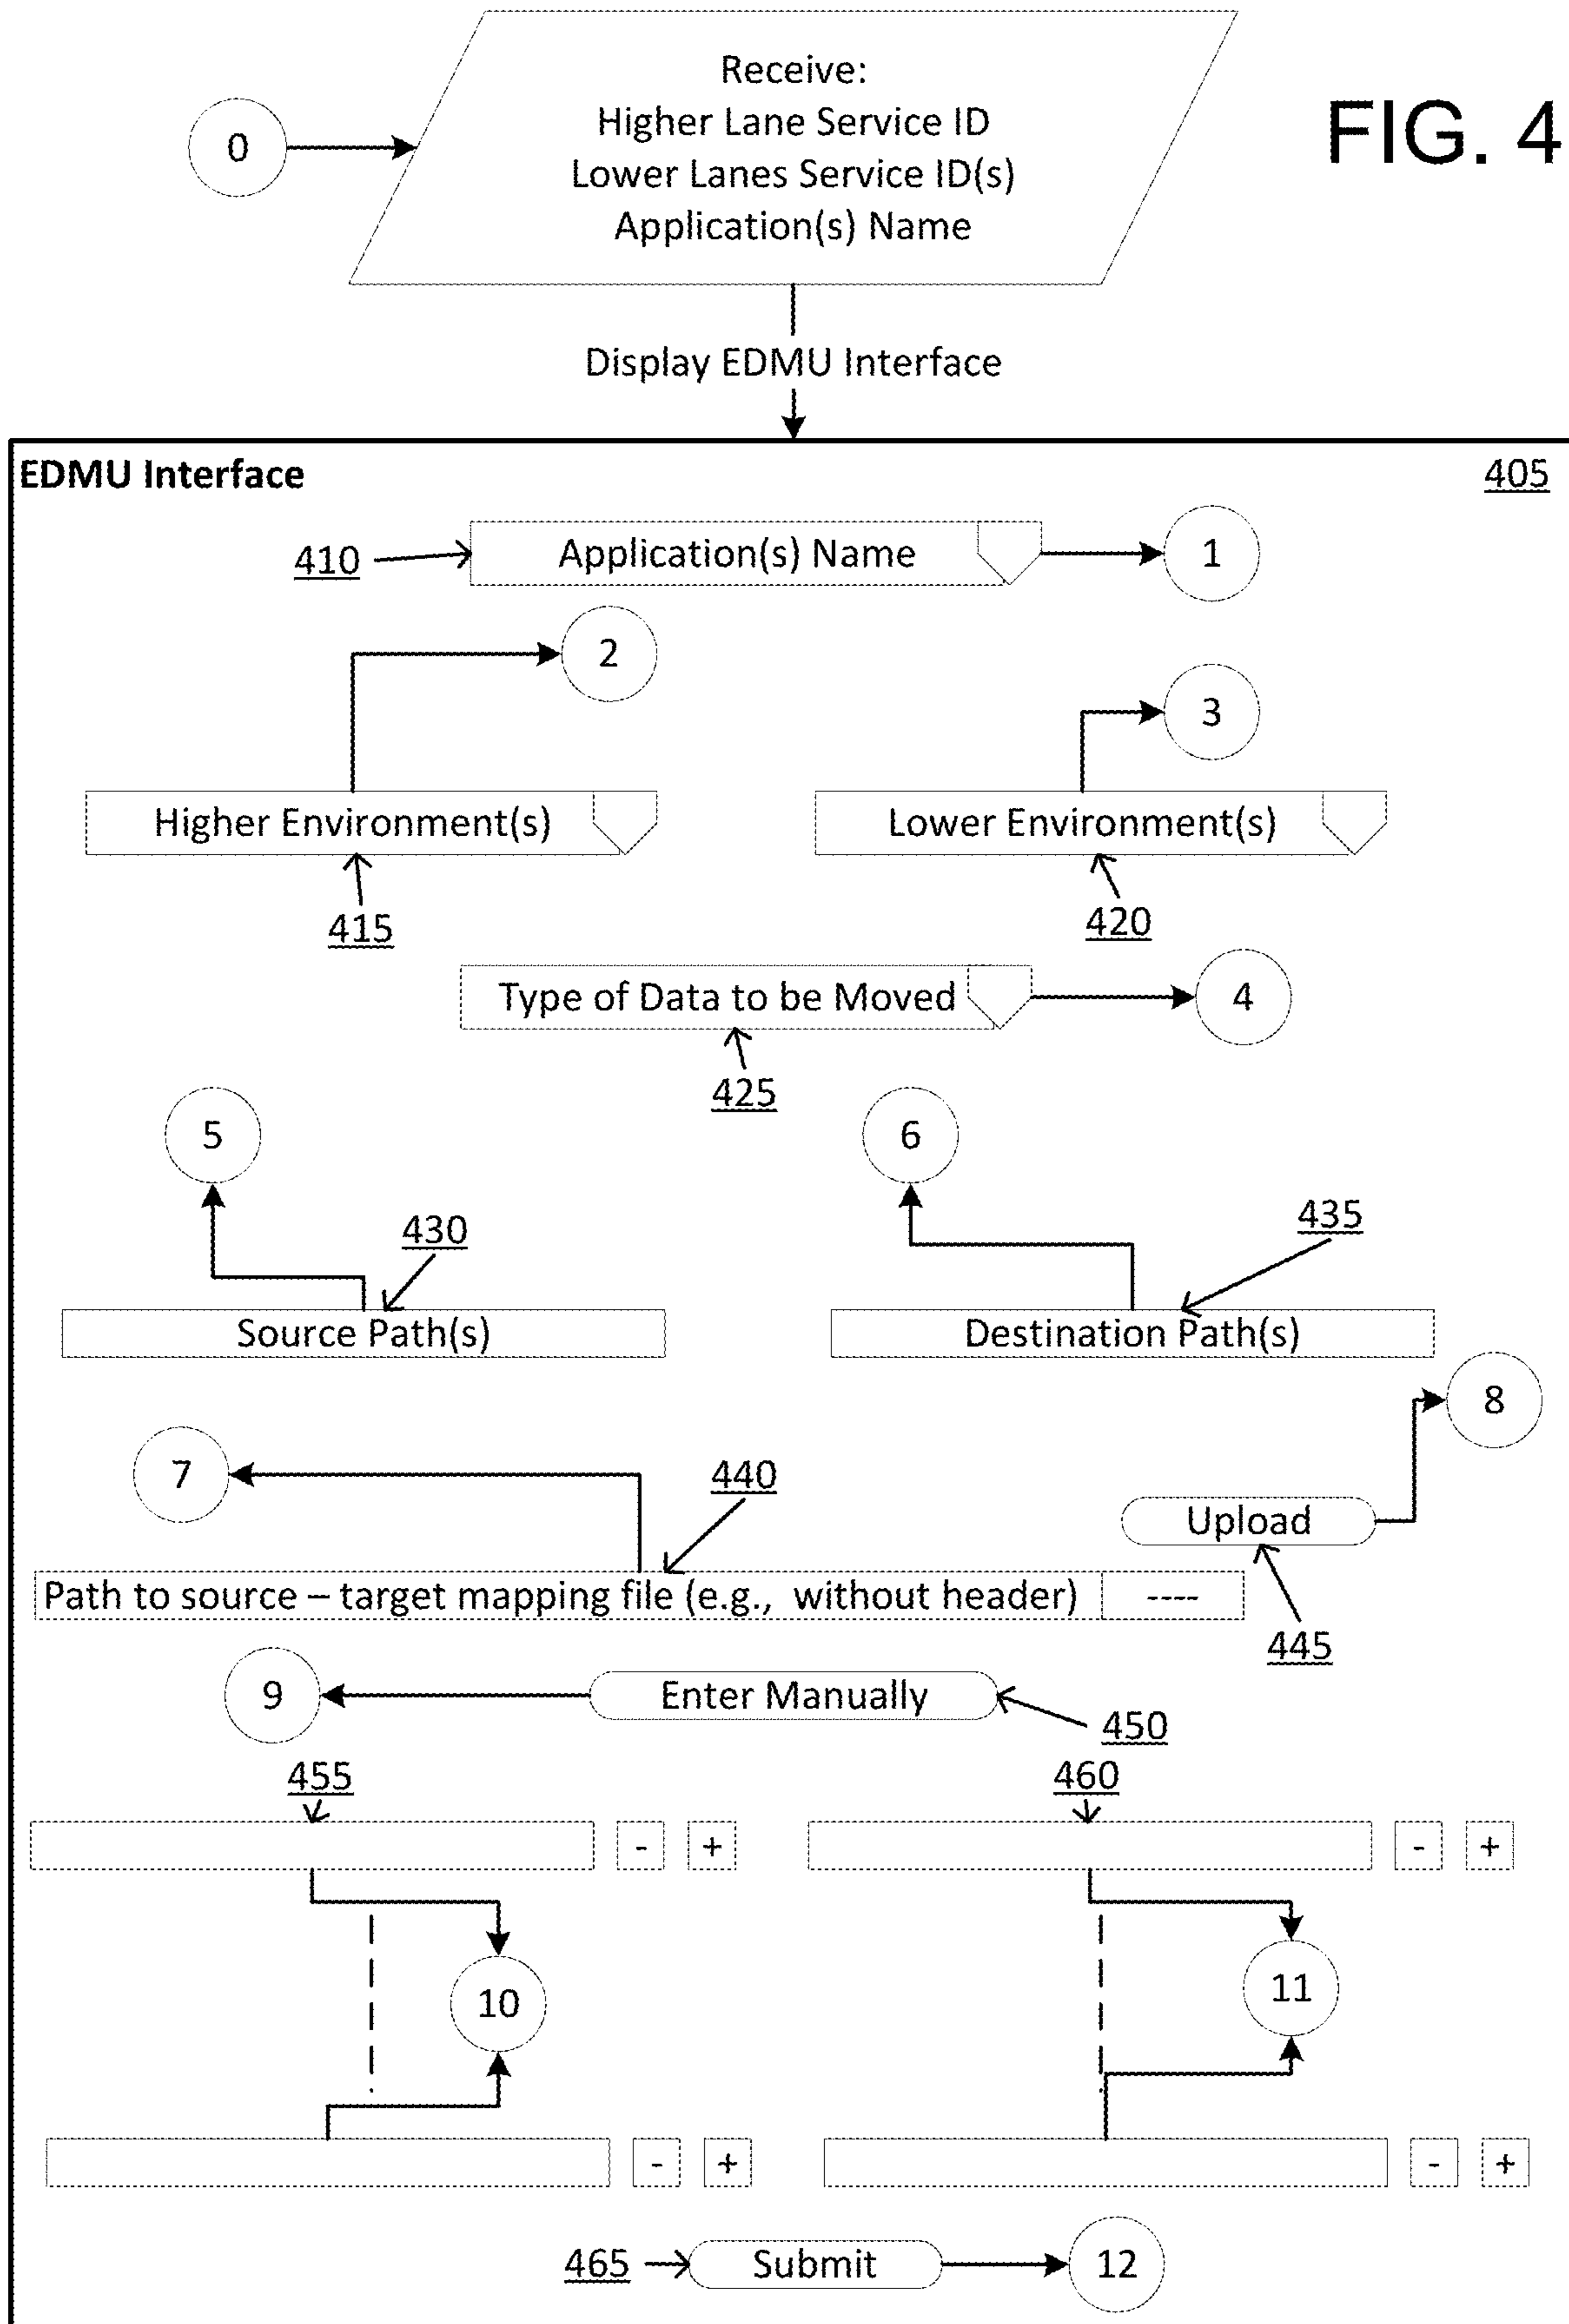 FIG. 4
0
Receive:
Higher Lane Service ID
Lower Lanes Service ID(s)
Application(s) Name
Display EDMU Interface
EDMU Interface
405
410
Application(s) Name
1
2
3
Higher Environment(s)
Lower Environment(s)
415
420
Type of Data to be Moved
4
425
5
6
430
435
Source Path(s)
Destination Path(s)
8
7
440
Upload
Path to source – target mapping file (e.g., without header)
----
445
9
Enter Manually
450
455
460
-
+
-
+
10
11
-
+
-
+
465
Submit
12